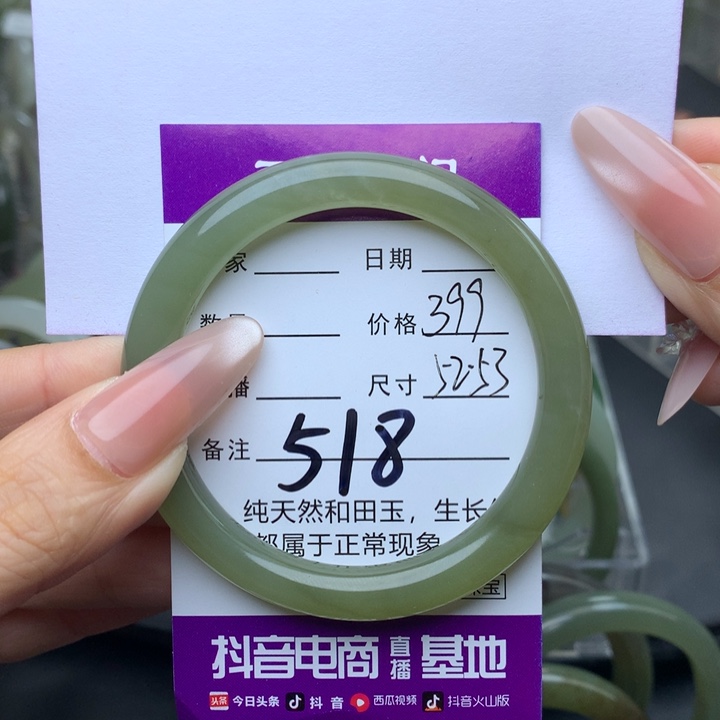 家 日期
价格 399
播 尺寸 52-53
备注 518
纯天然和田玉，生长
都属于正常现象
宝
抖音电商 直播 基地
头条 今日头条 抖音 西瓜视频 抖音火山版